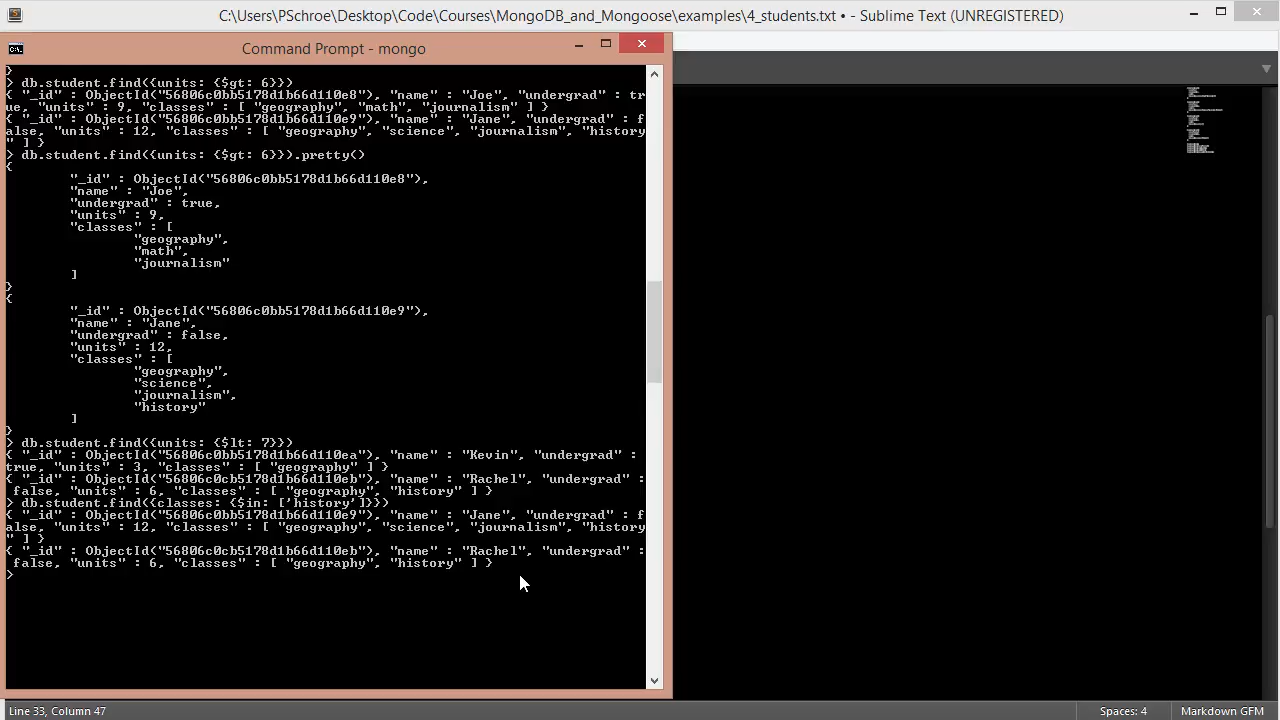 C:\Users\PSchroe\Desktop\Code\Courses\MongoDB_and_Mongoose\examples\4_students.txt • - Sublime Text (UNREGISTERED)
Command Prompt - mongo
}
> db.student.find({units: {$gt: 6}})
{ "_id" : ObjectId("56806c0bb5178d1b66d110e8"), "name" : "Joe", "undergrad" : tr
ue, "units" : 9, "classes" : [ "geography", "math", "journalism" ] }
{ "_id" : ObjectId("56806c0bb5178d1b66d110e9"), "name" : "Jane", "undergrad" : f
alse, "units" : 12, "classes" : [ "geography", "science", "journalism", "history
" ] }
> db.student.find({units: {$gt: 6}}).pretty()
{
"_id" : ObjectId("56806c0bb5178d1b66d110e8"),
"name" : "Joe",
"undergrad" : true,
"units" : 9,
"classes" : [
"geography",
"math",
"journalism"
]
}
{
"_id" : ObjectId("56806c0bb5178d1b66d110e9"),
"name" : "Jane",
"undergrad" : false,
"units" : 12,
"classes" : [
"geography",
"science",
"journalism",
"history"
]
}
> db.student.find({units: {$lt: 7}})
{ "_id" : ObjectId("56806c0bb5178d1b66d110ea"), "name" : "Kevin", "undergrad" :
true, "units" : 3, "classes" : [ "geography" ] }
{ "_id" : ObjectId("56806c0cb5178d1b66d110eb"), "name" : "Rachel", "undergrad" :
false, "units" : 6, "classes" : [ "geography", "history" ] }
> db.student.find({classes: {$in: ['history']}})
{ "_id" : ObjectId("56806c0bb5178d1b66d110e9"), "name" : "Jane", "undergrad" : f
alse, "units" : 12, "classes" : [ "geography", "science", "journalism", "history
" ] }
{ "_id" : ObjectId("56806c0cb5178d1b66d110eb"), "name" : "Rachel", "undergrad" :
false, "units" : 6, "classes" : [ "geography", "history" ] }
>
Line 33, Column 47
Spaces: 4
Markdown GFM